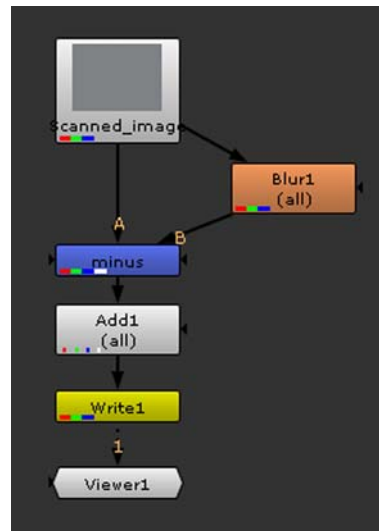 Scanned_image
Blur1
(all)
A
B
minus
Add1
(all)
Write1
1
Viewer1